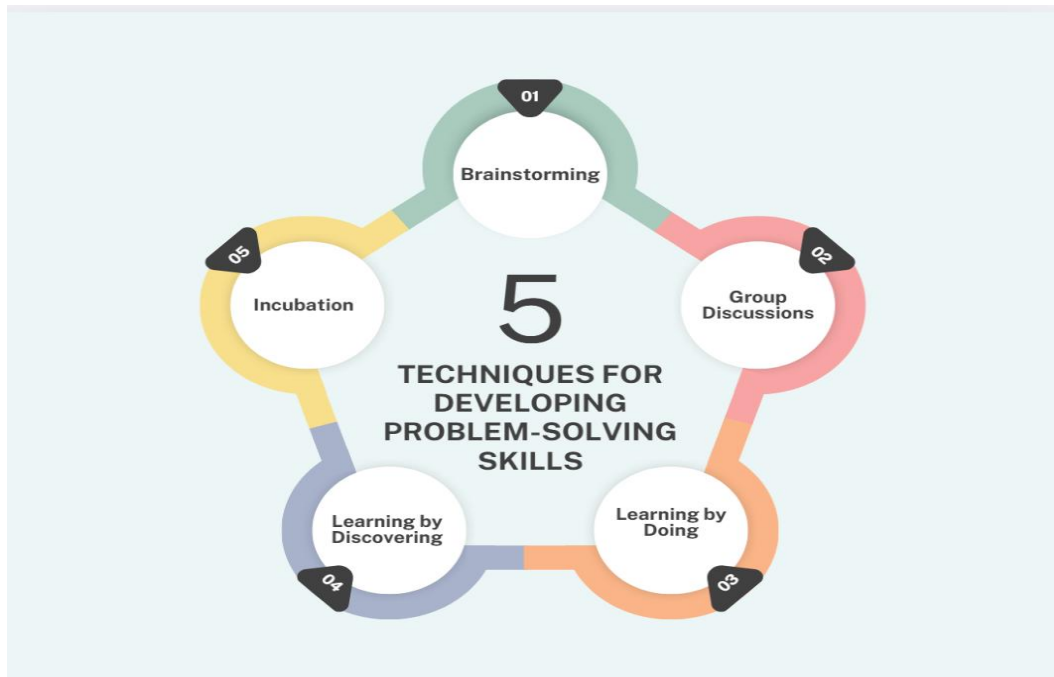 01
Brainstorming
02
Group
Discussions
03
Learning by
Doing
04
Learning by
Discovering
05
Incubation
5
TECHNIQUES FOR
DEVELOPING
PROBLEM-SOLVING
SKILLS